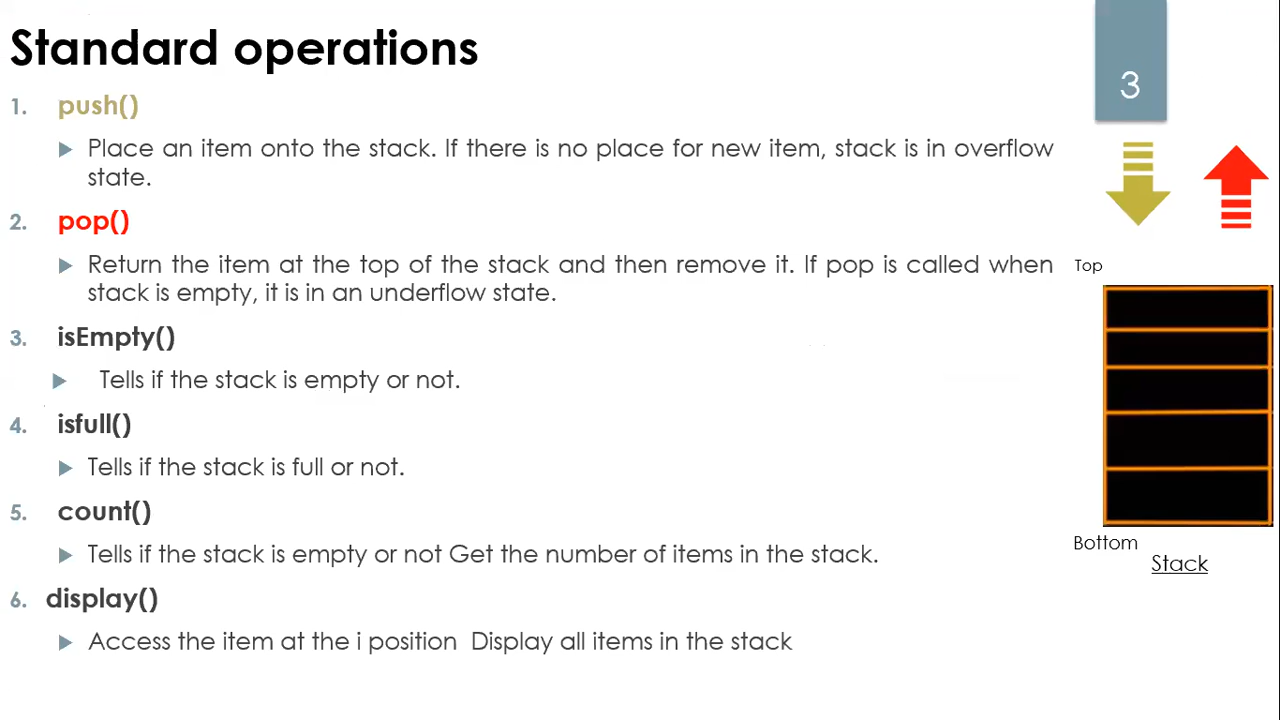 Standard operations
3
1. push()
Place an item onto the stack. If there is no place for new item, stack is in overflow
state.
2. pop()
Return the item at the top of the stack and then remove it. If pop is called when
stack is empty, it is in an underflow state.
3. isEmpty()
Tells if the stack is empty or not.
4. isfull()
Tells if the stack is full or not.
5. count()
Tells if the stack is empty or not Get the number of items in the stack.
6. display()
Access the item at the i position Display all items in the stack
Top
Bottom
Stack